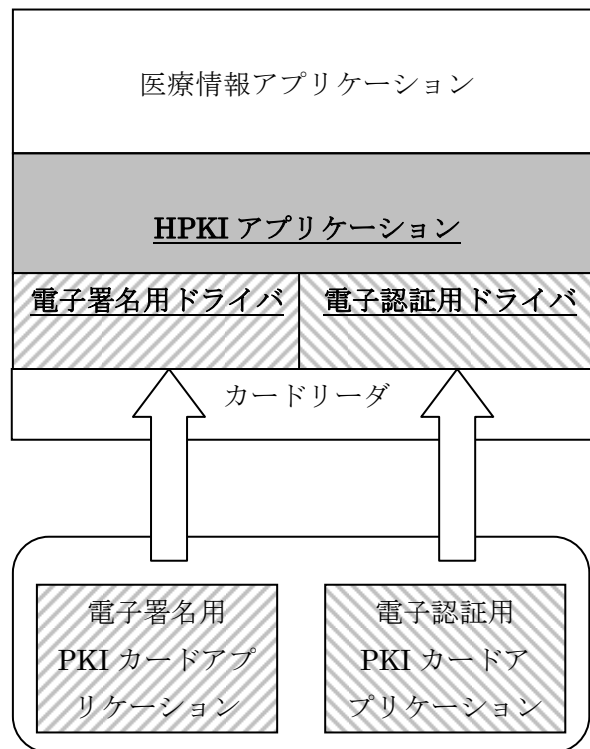 医療情報アプリケーション
HPKI アプリケーション
電子署名用ドライバ
電子認証用ドライバ
カードリーダ
電子署名用
PKI カードアプ
リケーション
電子認証用
PKI カードア
プリケーション